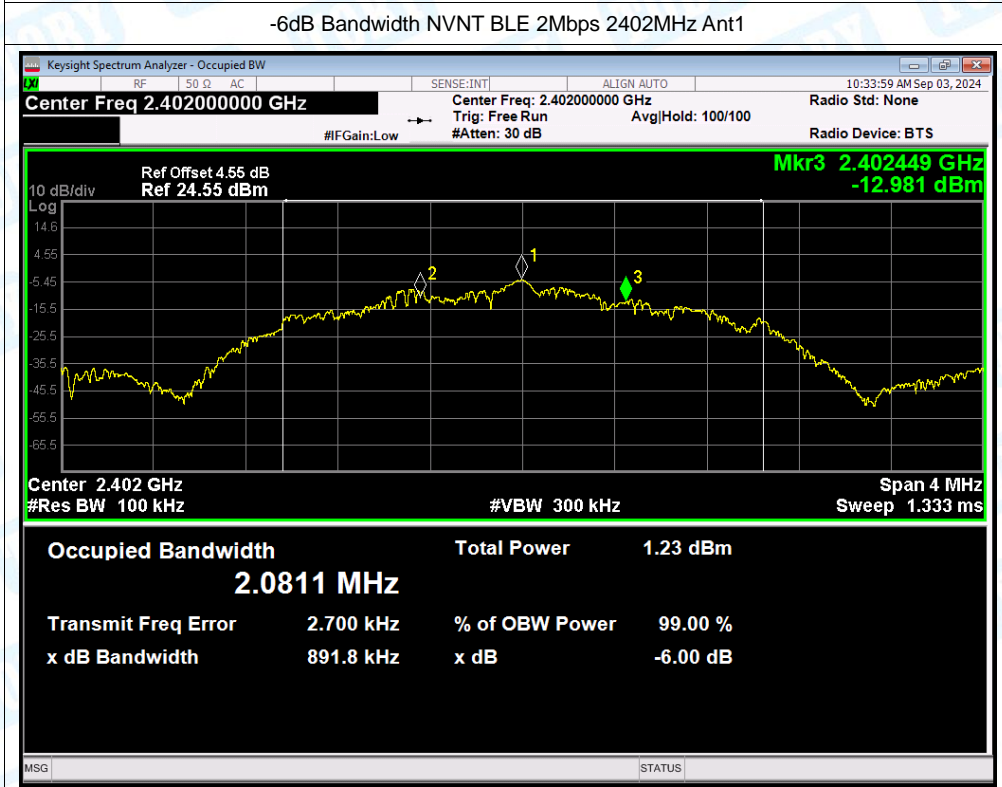 -6dB Bandwidth NVNT BLE 2Mbps 2402MHz Ant1
Keysight Spectrum Analyzer - Occupied BW
LXI RF 50 Ω AC SENSE:INT ALIGN AUTO 10:33:59 AM Sep 03, 2024
Center Freq 2.402000000 GHz Center Freq: 2.402000000 GHz Radio Std: None
Trig: Free Run Avg|Hold: 100/100
#IFGain:Low #Atten: 30 dB Radio Device: BTS
Mkr3 2.402449 GHz
-12.981 dBm
Ref Offset 4.55 dB
10 dB/div Ref 24.55 dBm
Log
14.6
4.55
-5.45
-15.5
-25.5
-35.5
-45.5
-55.5
-65.5
2
1
3
Center 2.402 GHz Span 4 MHz
#Res BW 100 kHz #VBW 300 kHz Sweep 1.333 ms
Occupied Bandwidth Total Power 1.23 dBm
2.0811 MHz
Transmit Freq Error 2.700 kHz % of OBW Power 99.00 %
x dB Bandwidth 891.8 kHz x dB -6.00 dB
MSG STATUS